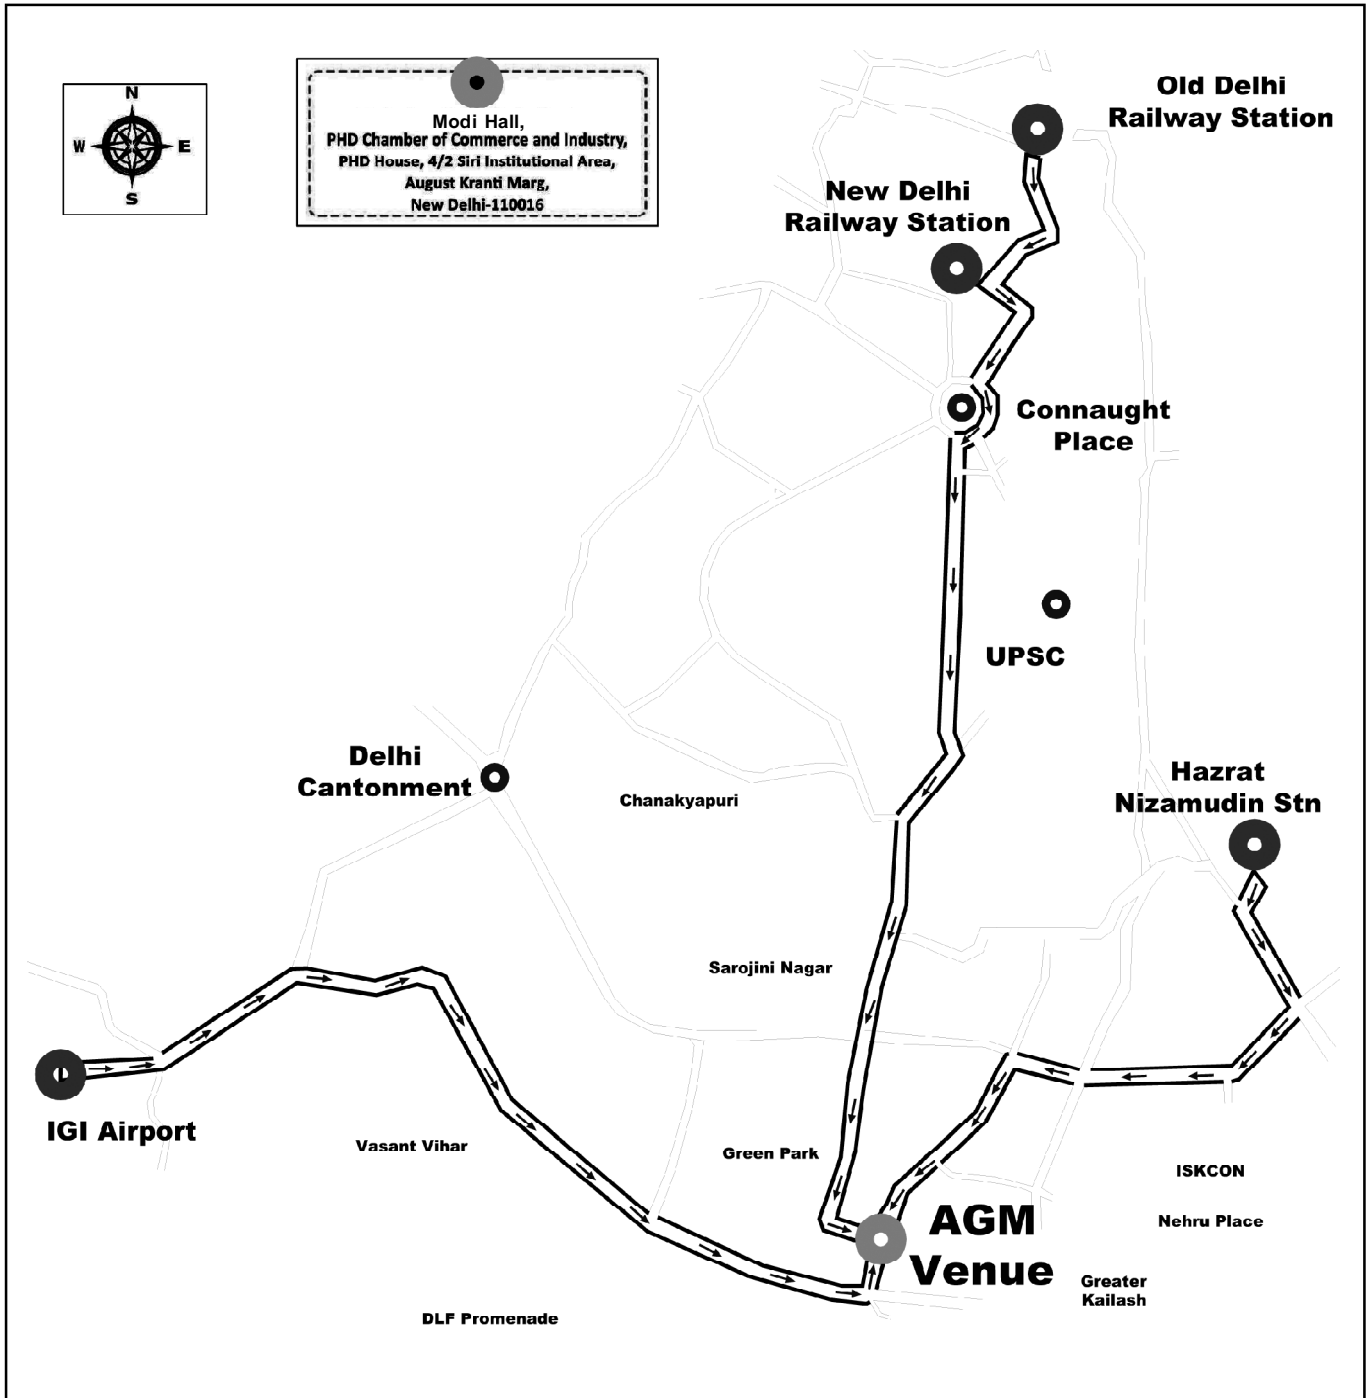 N
W
E
S
Modi Hall,
PHD Chamber of Commerce and Industry,
PHD House, 4/2 Siri Institutional Area,
August Kranti Marg,
New Delhi-110016
Old Delhi
Railway Station
New Delhi
Railway Station
Connaught
Place
UPSC
Delhi
Cantonment
Chanakyapuri
Hazrat
Nizamudin Stn
Sarojini Nagar
IGI Airport
Vasant Vihar
Green Park
ISKCON
AGM
Venue
Nehru Place
Greater
Kailash
DLF Promenade